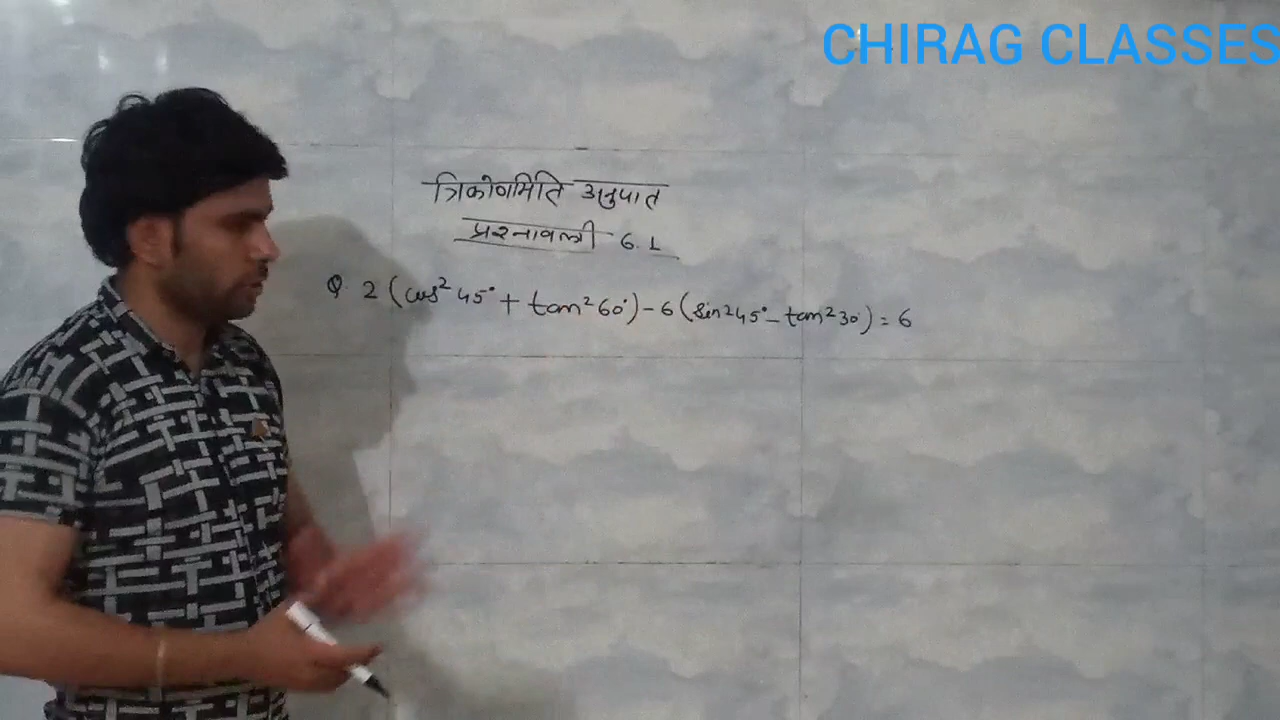 CHIRAG CLASSES
त्रिकोणमिति अनुपात
प्रश्नावली 6.1
Q. 2 (cos² 45° + tan² 60°) - 6 (sin² 45° - tan² 30°) = 6